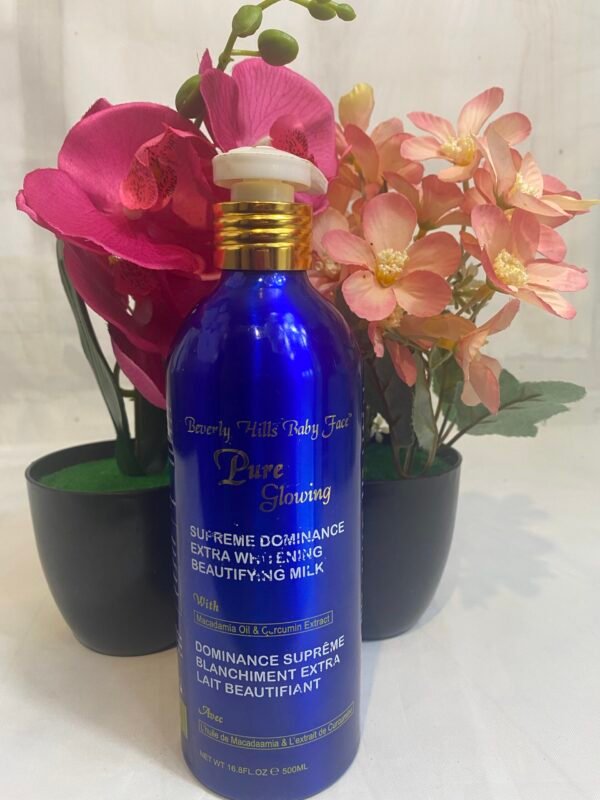 Beverly Hills Baby Face
Pure
Glowing
SUPREME DOMINANCE
EXTRA WHITENING
BEAUTIFYING MILK
With
Macadamia Oil & Curcumin Extract
DOMINANCE SUPRÊME
BLANCHIMENT EXTRA
LAIT BEAUTIFIANT
Avec
L'huile de Macadaamia & L'extrait de Curcumin
NET WT 16.8FL.OZ ℮ 500ML